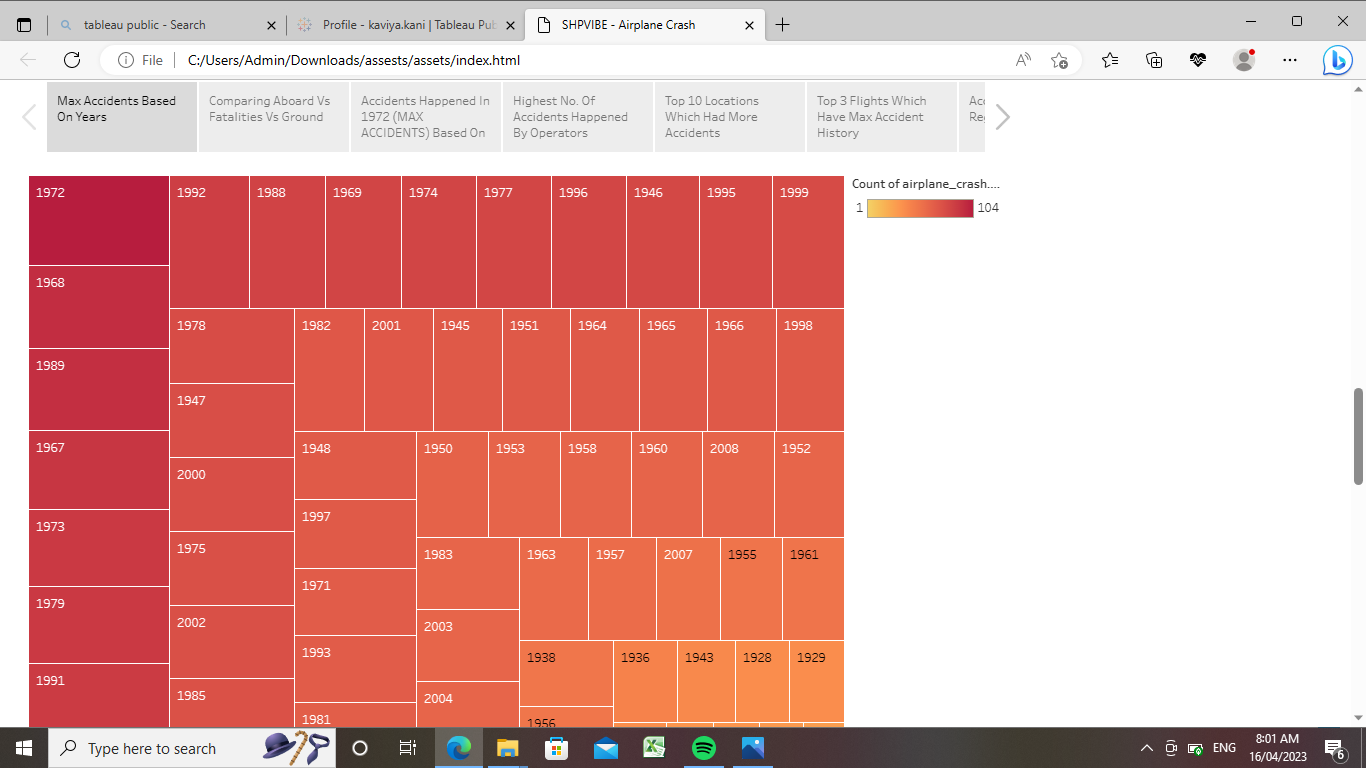 tableau public - Search
Profile - kaviya.kani | Tableau Pub
SHPVIBE - Airplane Crash
File
C:/Users/Admin/Downloads/assests/assets/index.html
Max Accidents Based
On Years
Comparing Aboard Vs
Fatalities Vs Ground
Accidents Happened In
1972 (MAX
ACCIDENTS) Based On
Highest No. Of
Accidents Happened
By Operators
Top 10 Locations
Which Had More
Accidents
Top 3 Flights Which
Have Max Accident
History
Acc
Re
Count of airplane_crash....
1 104
1972 1992 1988 1969 1974 1977 1996 1946 1995 1999
1968
1978 1982 2001 1945 1951 1964 1965 1966 1998
1989
1947
1967 1948 1950 1953 1958 1960 2008 1952
2000
1973 1997
1983 1963 1957 2007 1955 1961
1975
1971
1979
2002 2003
1993 1938 1936 1943 1928 1929
1991
1985 2004
1981 1956
Type here to search
ENG
8:01 AM
16/04/2023
6